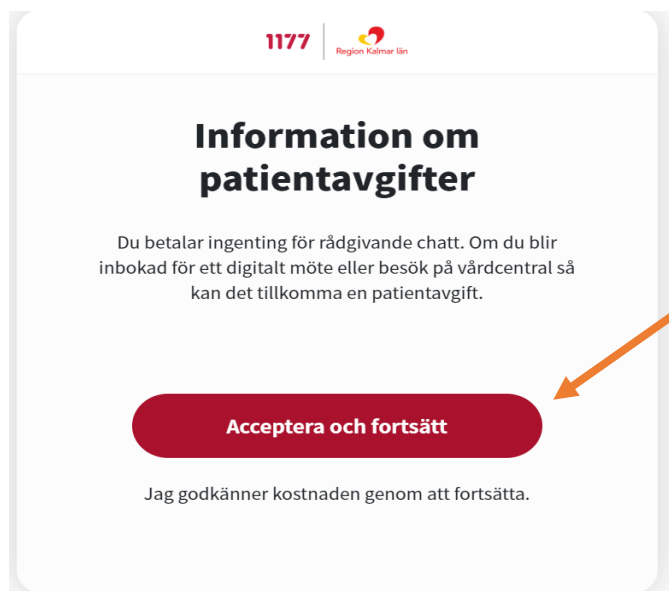 1177
Region Kalmar län
Information om
patientavgifter
Du betalar ingenting för rådgivande chatt. Om du blir
inbokad för ett digitalt möte eller besök på vårdcentral så
kan det tillkomma en patientavgift.
Acceptera och fortsätt
Jag godkänner kostnaden genom att fortsätta.